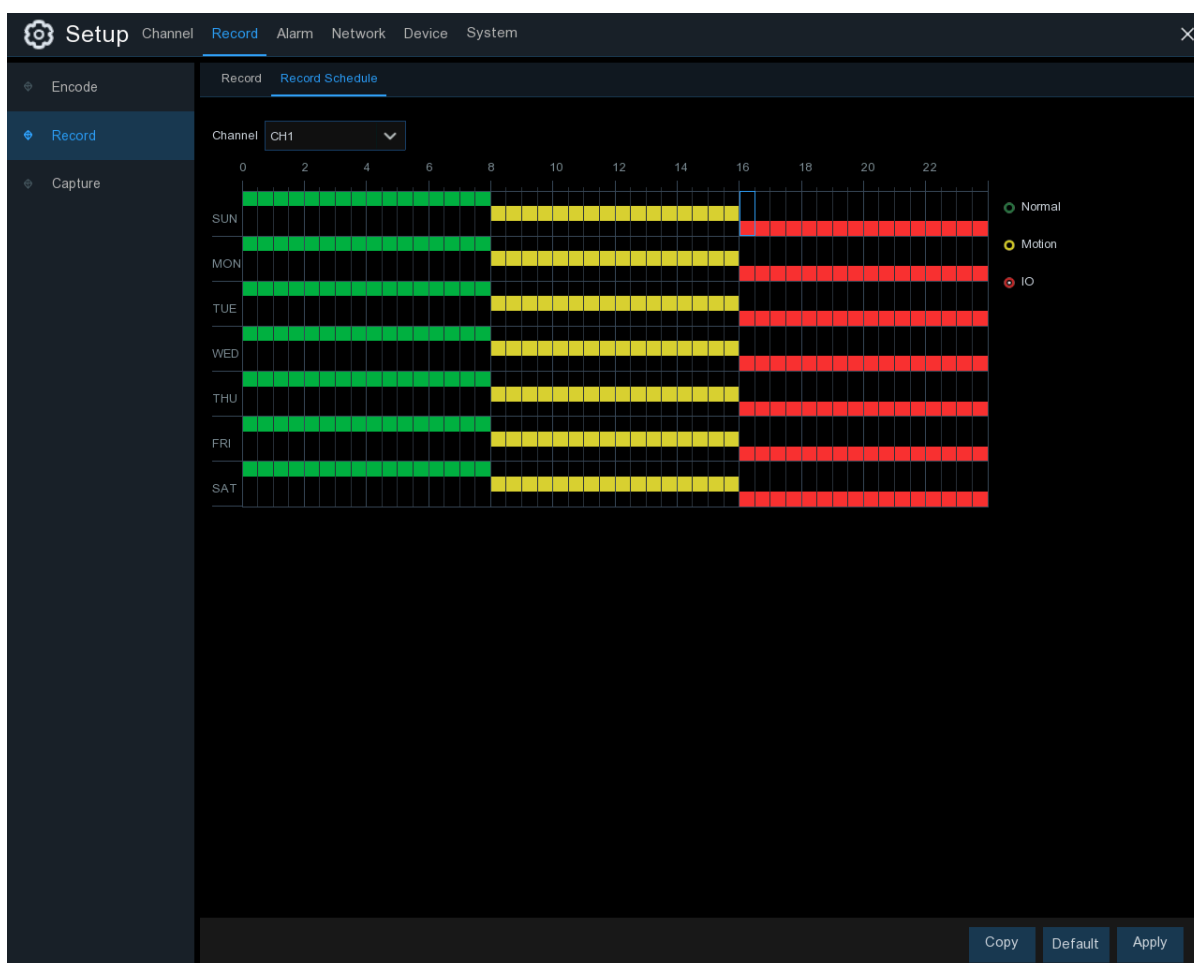 Setup Channel Record Alarm Network Device System
Encode
Record
Capture
Record Record Schedule
Channel CH1
0 2 4 6 8 10 12 14 16 18 20 22
SUN
MON
TUE
WED
THU
FRI
SAT
Normal
Motion
IO
Copy Default Apply